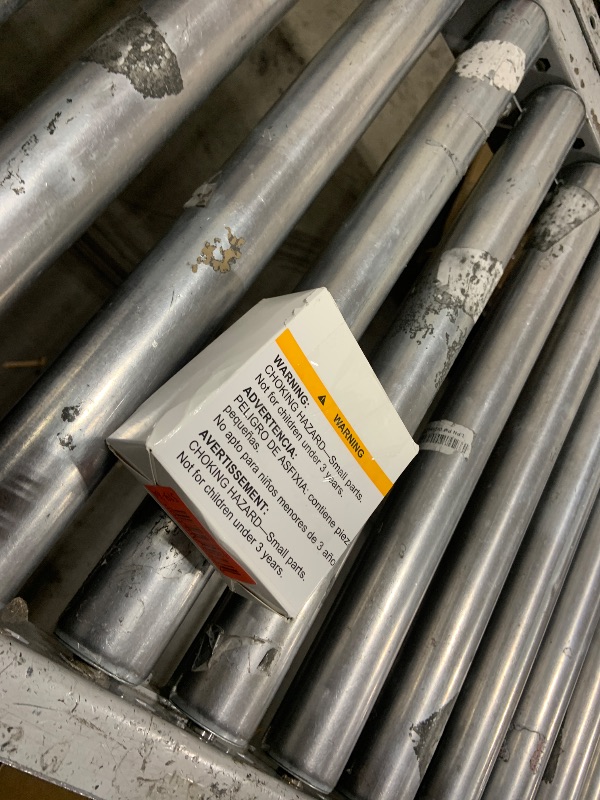 ⚠ WARNING
WARNING:
CHOKING HAZARD—Small parts.
Not for children under 3 years.
ADVERTENCIA:
PELIGRO DE ASFIXIA, contiene piez
pequeñas.
No apto para niños menores de 3 año
AVERTISSEMENT:
CHOKING HAZARD—Small parts.
Not for children under 3 years.